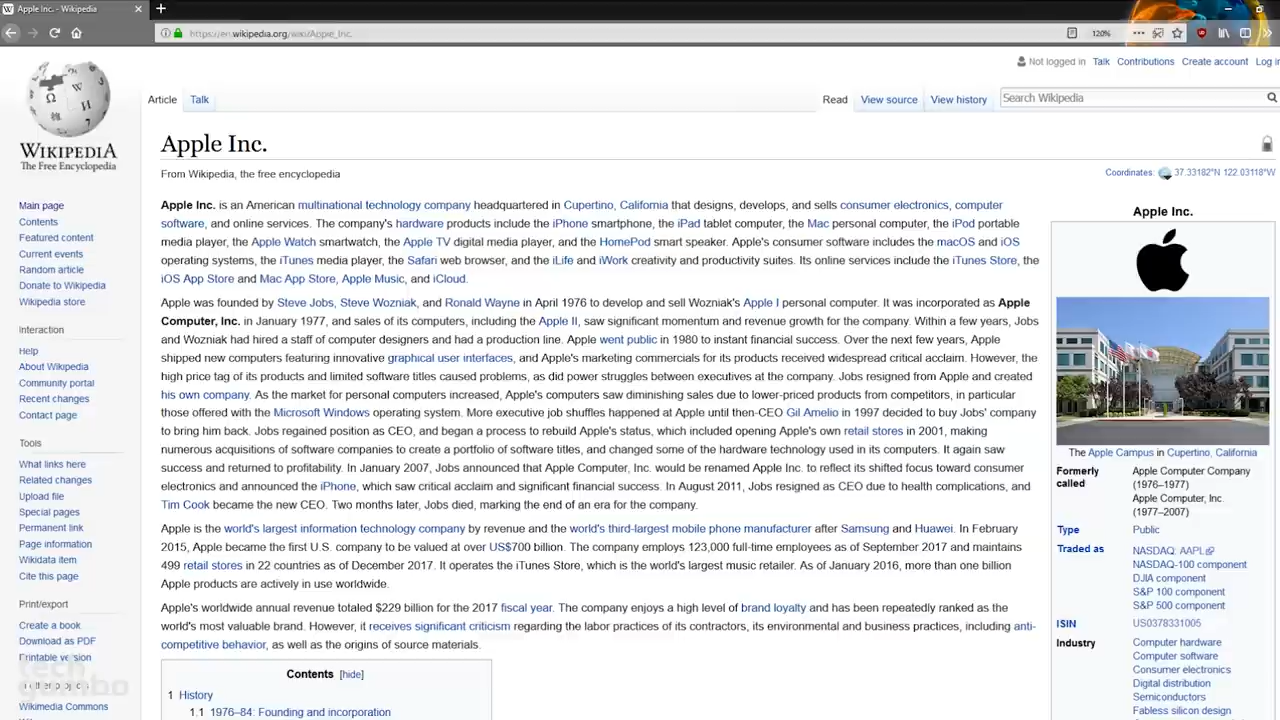 Apple Inc. - Wikipedia
https://en.wikipedia.org/wiki/Apple_Inc.
120%
Not logged in Talk Contributions Create account Log in
Article Talk
Read View source View history Search Wikipedia
WIKIPEDIA
The Free Encyclopedia
Main page
Contents
Featured content
Current events
Random article
Donate to Wikipedia
Wikipedia store
Interaction
Help
About Wikipedia
Community portal
Recent changes
Contact page
Tools
What links here
Related changes
Upload file
Special pages
Permanent link
Page information
Wikidata item
Cite this page
Print/export
Create a book
Download as PDF
Printable version
Wikimedia Commons
Apple Inc.
From Wikipedia, the free encyclopedia
Coordinates: 37.33182°N 122.03118°W
Apple Inc. is an American multinational technology company headquartered in Cupertino, California that designs, develops, and sells consumer electronics, computer
software, and online services. The company's hardware products include the iPhone smartphone, the iPad tablet computer, the Mac personal computer, the iPod portable
media player, the Apple Watch smartwatch, the Apple TV digital media player, and the HomePod smart speaker. Apple's consumer software includes the macOS and iOS
operating systems, the iTunes media player, the Safari web browser, and the iLife and iWork creativity and productivity suites. Its online services include the iTunes Store, the
iOS App Store and Mac App Store, Apple Music, and iCloud.
Apple was founded by Steve Jobs, Steve Wozniak, and Ronald Wayne in April 1976 to develop and sell Wozniak's Apple I personal computer. It was incorporated as Apple
Computer, Inc. in January 1977, and sales of its computers, including the Apple II, saw significant momentum and revenue growth for the company. Within a few years, Jobs
and Wozniak had hired a staff of computer designers and had a production line. Apple went public in 1980 to instant financial success. Over the next few years, Apple
shipped new computers featuring innovative graphical user interfaces, and Apple's marketing commercials for its products received widespread critical acclaim. However, the
high price tag of its products and limited software titles caused problems, as did power struggles between executives at the company. Jobs resigned from Apple and created
his own company. As the market for personal computers increased, Apple's computers saw diminishing sales due to lower-priced products from competitors, in particular
those offered with the Microsoft Windows operating system. More executive job shuffles happened at Apple until then-CEO Gil Amelio in 1997 decided to buy Jobs' company
to bring him back. Jobs regained position as CEO, and began a process to rebuild Apple's status, which included opening Apple's own retail stores in 2001, making
numerous acquisitions of software companies to create a portfolio of software titles, and changed some of the hardware technology used in its computers. It again saw
success and returned to profitability. In January 2007, Jobs announced that Apple Computer, Inc. would be renamed Apple Inc. to reflect its shifted focus toward consumer
electronics and announced the iPhone, which saw critical acclaim and significant financial success. In August 2011, Jobs resigned as CEO due to health complications, and
Tim Cook became the new CEO. Two months later, Jobs died, marking the end of an era for the company.
Apple is the world's largest information technology company by revenue and the world's third-largest mobile phone manufacturer after Samsung and Huawei. In February
2015, Apple became the first U.S. company to be valued at over US$700 billion. The company employs 123,000 full-time employees as of September 2017 and maintains
499 retail stores in 22 countries as of December 2017. It operates the iTunes Store, which is the world's largest music retailer. As of January 2016, more than one billion
Apple products are actively in use worldwide.
Apple's worldwide annual revenue totaled $229 billion for the 2017 fiscal year. The company enjoys a high level of brand loyalty and has been repeatedly ranked as the
world's most valuable brand. However, it receives significant criticism regarding the labor practices of its contractors, its environmental and business practices, including anti-
competitive behavior, as well as the origins of source materials.
Contents [hide]
1 History
1.1 1976–84: Founding and incorporation
Apple Inc.
The Apple Campus in Cupertino, California
Formerly called Apple Computer Company
(1976–1977)
Apple Computer, Inc.
(1977–2007)
Type Public
Traded as NASDAQ: AAPL
NASDAQ-100 component
DJIA component
S&P 100 component
S&P 500 component
ISIN US0378331005
Industry Computer hardware
Computer software
Consumer electronics
Digital distribution
Semiconductors
Fabless silicon design